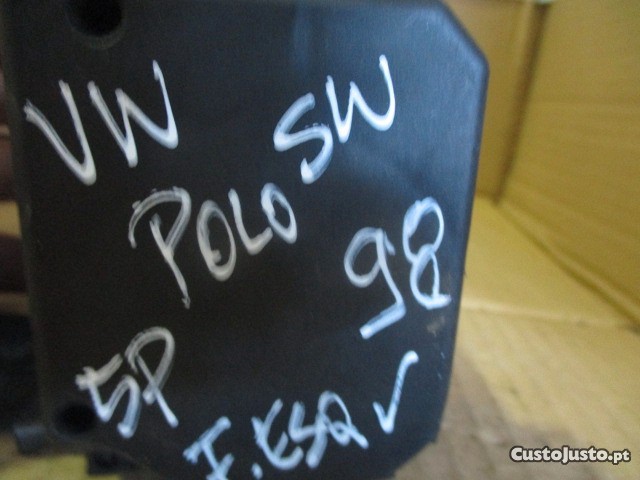 VW
POLO SW
98
5P
F. ESQ ✓
CustoJusto.pt